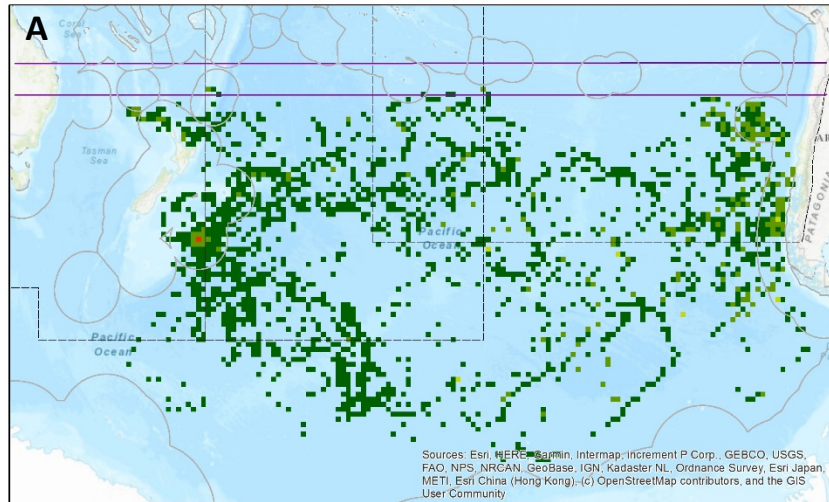 A
Coral
Sea
Tasman
Sea
AR
PATAGONIA
Pacific
Ocean
Pacific
Ocean
Sources: Esri, HERE, Garmin, Intermap, increment P Corp., GEBCO, USGS,
FAO, NPS, NRCAN, GeoBase, IGN, Kadaster NL, Ordnance Survey, Esri Japan,
METI, Esri China (Hong Kong), (c) OpenStreetMap contributors, and the GIS
User Community